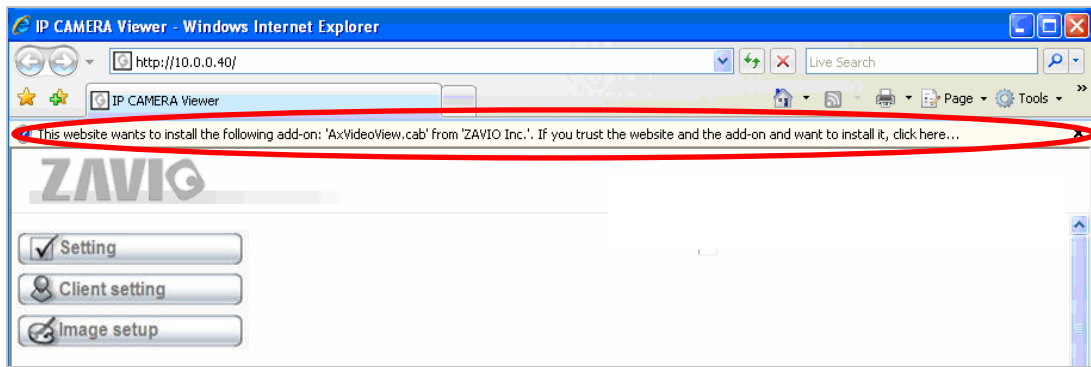 IP CAMERA Viewer - Windows Internet Explorer
http://10.0.0.40/
Live Search
IP CAMERA Viewer
Page
Tools
»
This website wants to install the following add-on: 'AxVideoView.cab' from 'ZAVIO Inc.'. If you trust the website and the add-on and want to install it, click here...
ZAVIO
Setting
Client setting
Image setup